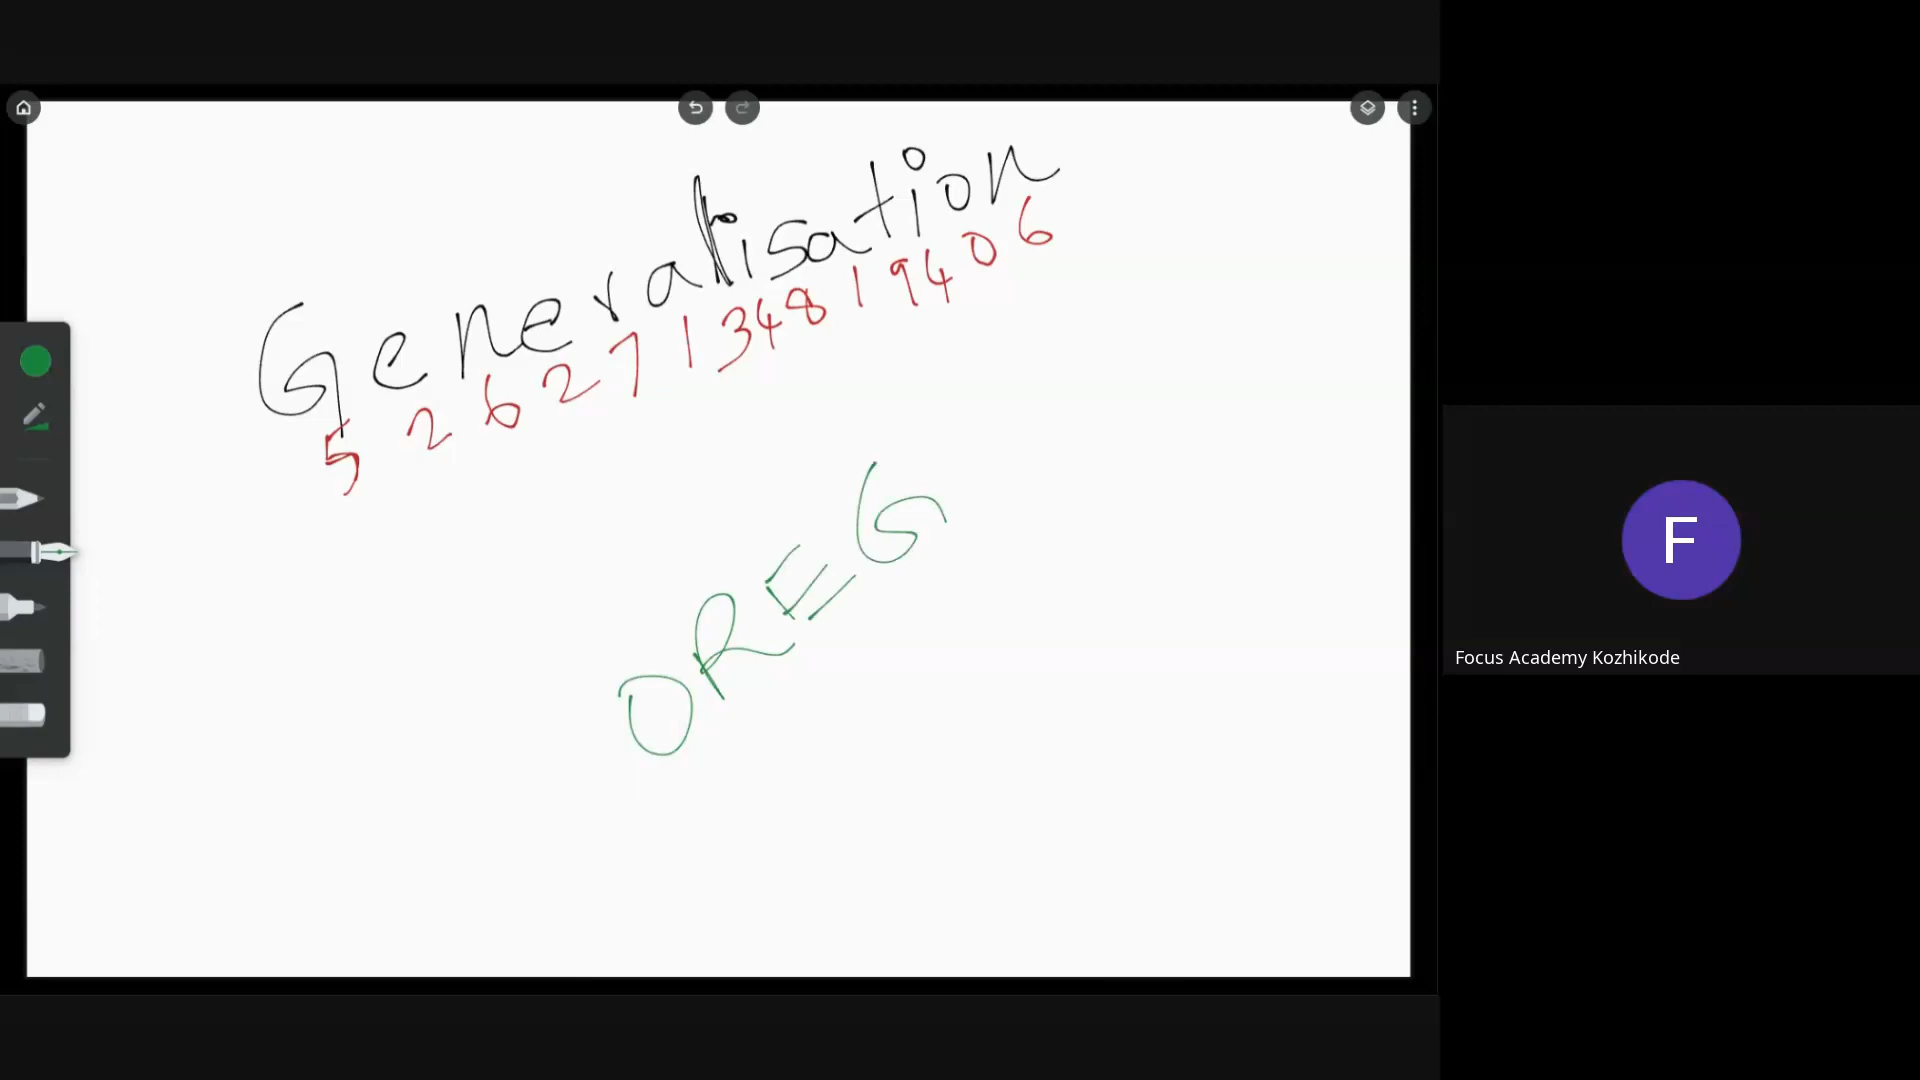 Generalisation
5 2 6 2 7 1 3 4 8 1 9 4 0 6
OREG
F
Focus Academy Kozhikode